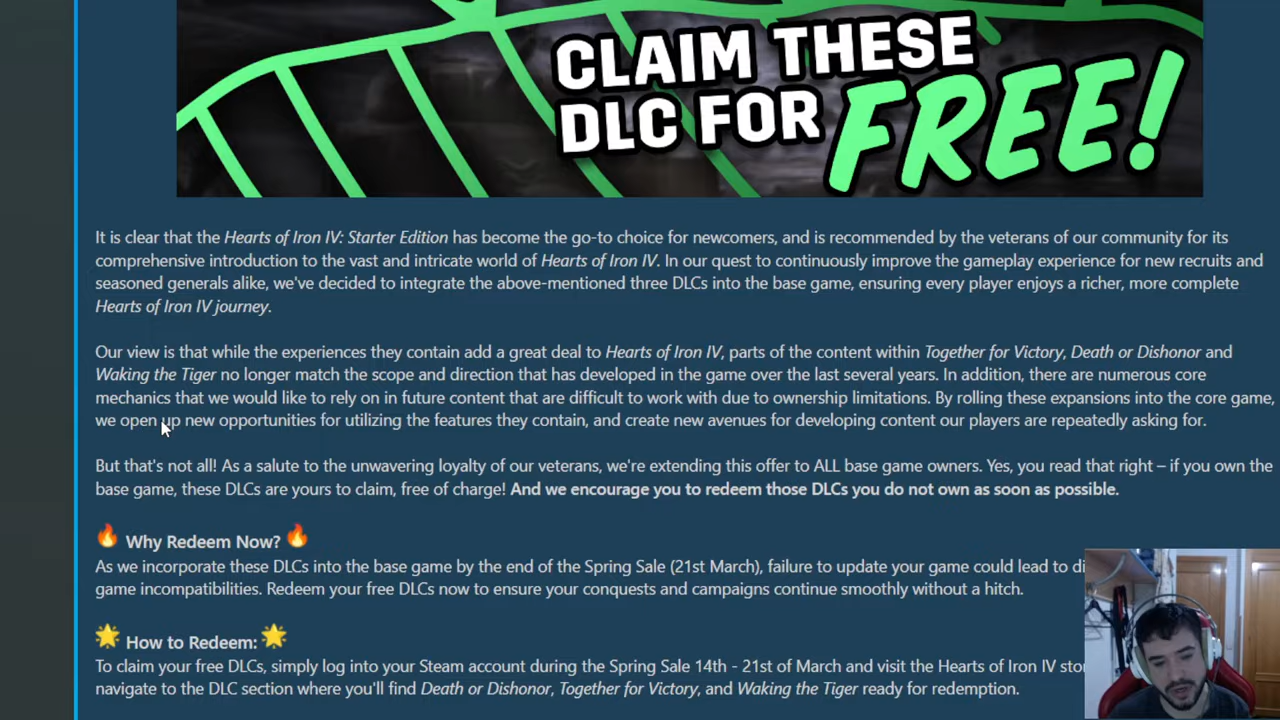 CLAIM THESE
DLC FOR FREE!
It is clear that the Hearts of Iron IV: Starter Edition has become the go-to choice for newcomers, and is recommended by the veterans of our community for its
comprehensive introduction to the vast and intricate world of Hearts of Iron IV. In our quest to continuously improve the gameplay experience for new recruits and
seasoned generals alike, we've decided to integrate the above-mentioned three DLCs into the base game, ensuring every player enjoys a richer, more complete
Hearts of Iron IV journey.
Our view is that while the experiences they contain add a great deal to Hearts of Iron IV, parts of the content within Together for Victory, Death or Dishonor and
Waking the Tiger no longer match the scope and direction that has developed in the game over the last several years. In addition, there are numerous core
mechanics that we would like to rely on in future content that are difficult to work with due to ownership limitations. By rolling these expansions into the core game,
we open up new opportunities for utilizing the features they contain, and create new avenues for developing content our players are repeatedly asking for.
But that's not all! As a salute to the unwavering loyalty of our veterans, we're extending this offer to ALL base game owners. Yes, you read that right – if you own the
base game, these DLCs are yours to claim, free of charge! And we encourage you to redeem those DLCs you do not own as soon as possible.
🔥 Why Redeem Now? 🔥
As we incorporate these DLCs into the base game by the end of the Spring Sale (21st March), failure to update your game could lead to di
game incompatibilities. Redeem your free DLCs now to ensure your conquests and campaigns continue smoothly without a hitch.
🌟 How to Redeem: 🌟
To claim your free DLCs, simply log into your Steam account during the Spring Sale 14th - 21st of March and visit the Hearts of Iron IV sto
navigate to the DLC section where you'll find Death or Dishonor, Together for Victory, and Waking the Tiger ready for redemption.